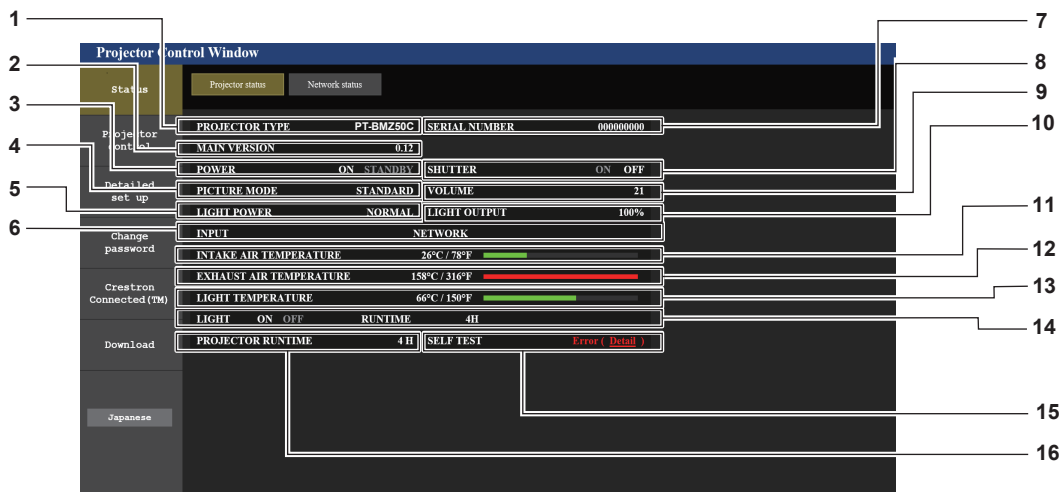 1
2
3
4
5
6
7
8
9
10
11
12
13
14
15
16
Projector Control Window
Status
Projector status
Network status
Projector control
Detailed
set up
Change
password
Crestron
Connected(TM)
Download
Japanese
PROJECTOR TYPE PT-BMZ50C
SERIAL NUMBER 000000000
MAIN VERSION 0.12
POWER ON STANDBY
SHUTTER ON OFF
PICTURE MODE STANDARD
VOLUME 21
LIGHT POWER NORMAL
LIGHT OUTPUT 100%
INPUT NETWORK
INTAKE AIR TEMPERATURE 26°C / 78°F
EXHAUST AIR TEMPERATURE 158°C / 316°F
LIGHT TEMPERATURE 66°C / 150°F
LIGHT ON OFF RUNTIME 4H
PROJECTOR RUNTIME 4 H
SELF TEST Error ( Detail )